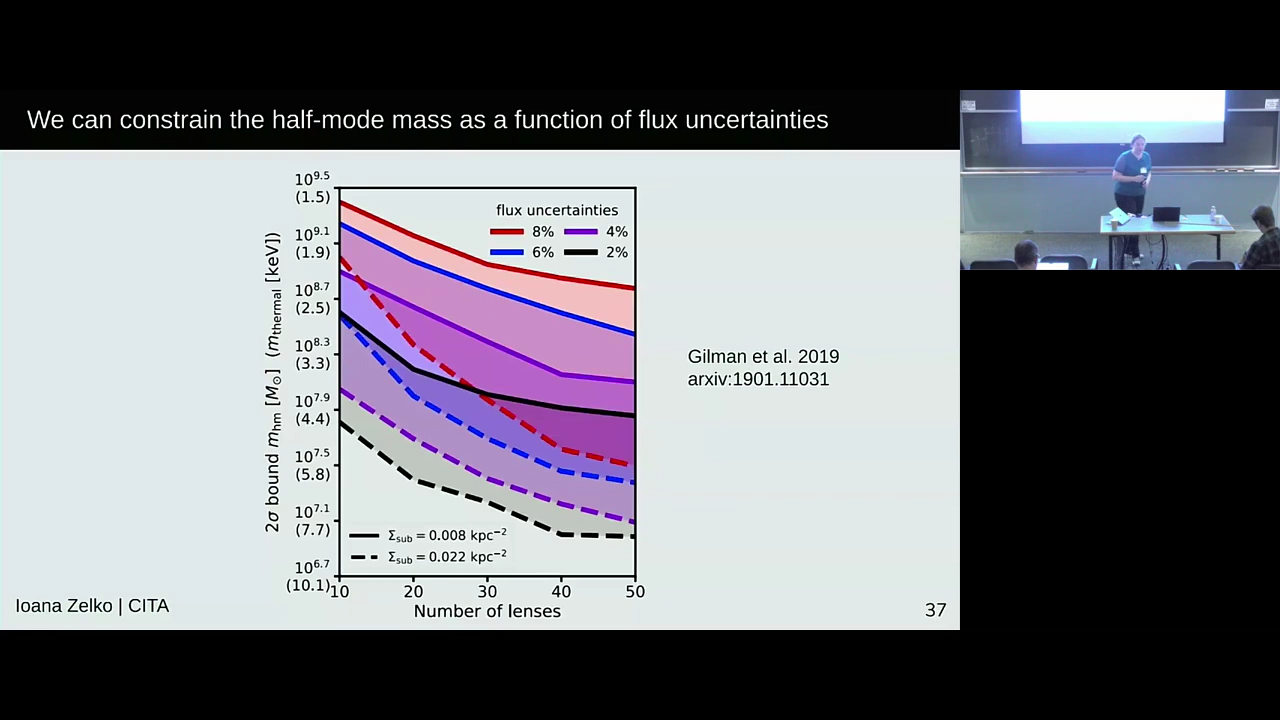 We can constrain the half-mode mass as a function of flux uncertainties
2σ bound m_hm [M_⊙] (m_thermal [keV])
10^9.5
(1.5)
10^9.1
(1.9)
10^8.7
(2.5)
10^8.3
(3.3)
10^7.9
(4.4)
10^7.5
(5.8)
10^7.1
(7.7)
10^6.7
(10.1)
flux uncertainties
8% 4%
6% 2%
Σ_sub = 0.008 kpc^−2
Σ_sub = 0.022 kpc^−2
10 20 30 40 50
Number of lenses
Gilman et al. 2019
arxiv:1901.11031
Ioana Zelko | CITA
37